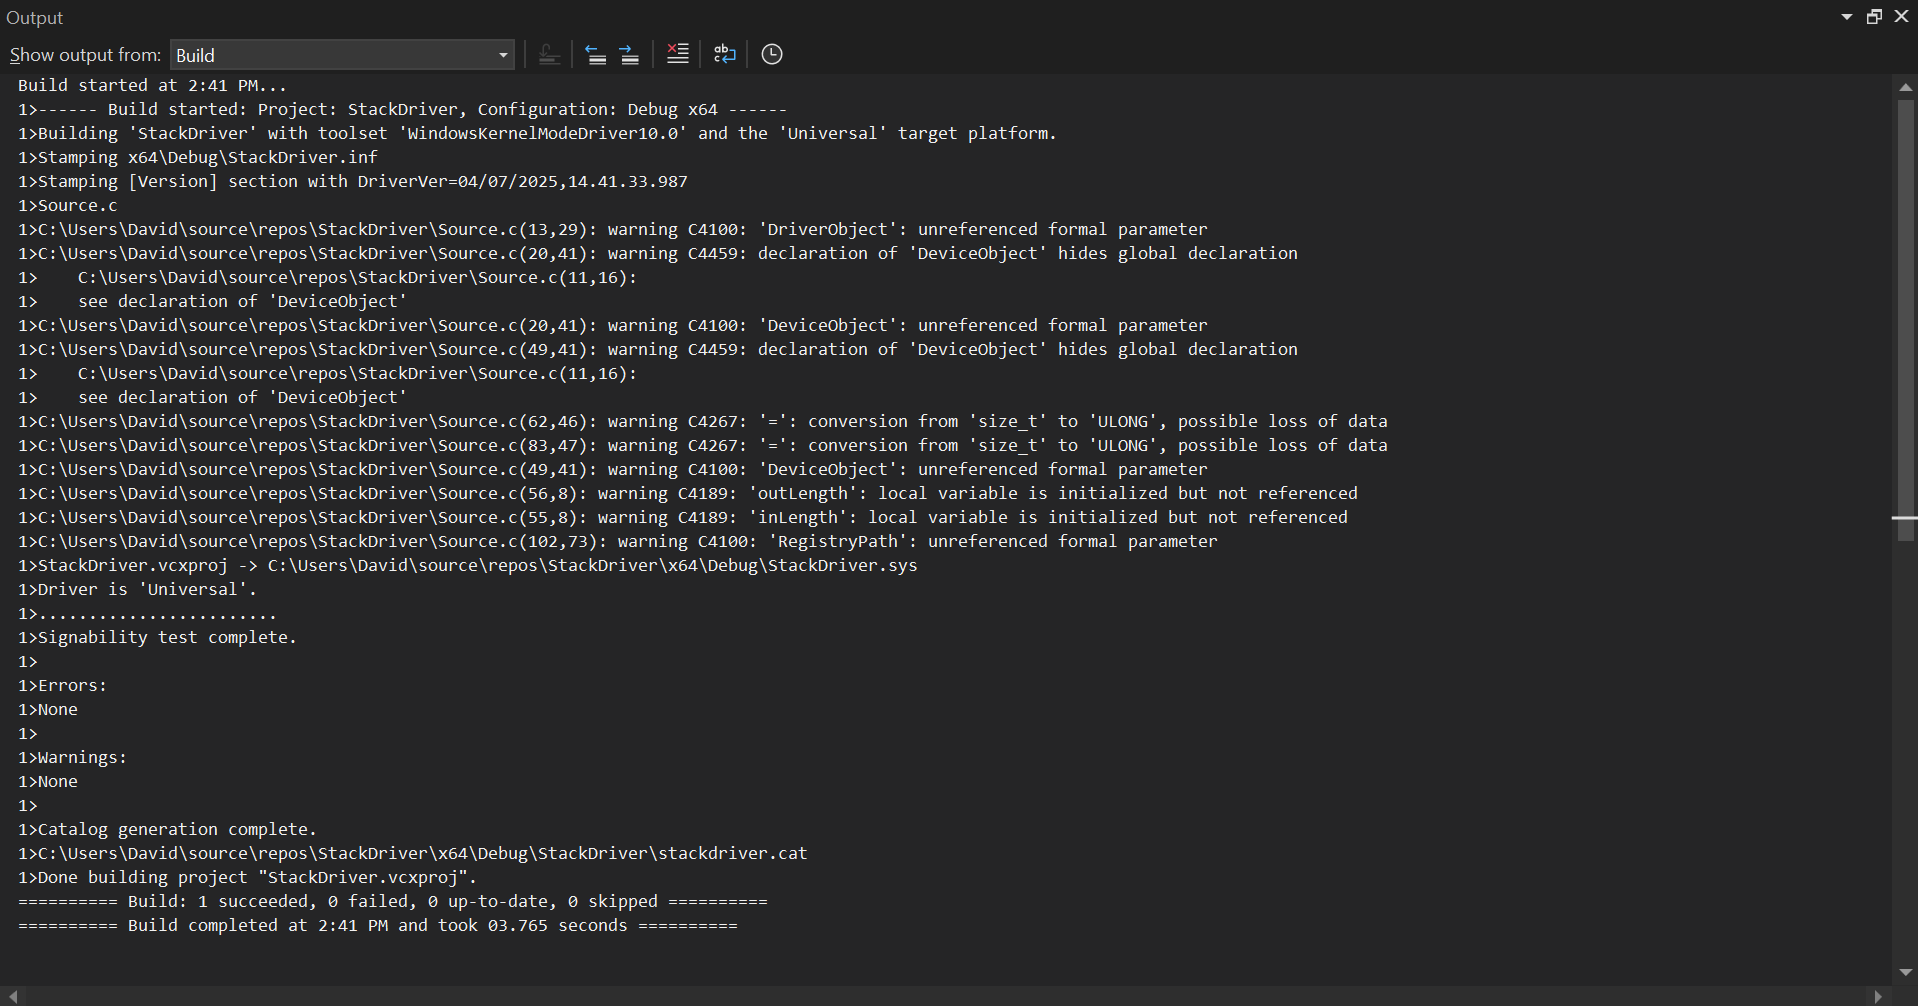 Output
Show output from: Build
Build started at 2:41 PM...
1>------ Build started: Project: StackDriver, Configuration: Debug x64 ------
1>Building 'StackDriver' with toolset 'WindowsKernelModeDriver10.0' and the 'Universal' target platform.
1>Stamping x64\Debug\StackDriver.inf
1>Stamping [Version] section with DriverVer=04/07/2025,14.41.33.987
1>Source.c
1>C:\Users\David\source\repos\StackDriver\Source.c(13,29): warning C4100: 'DriverObject': unreferenced formal parameter
1>C:\Users\David\source\repos\StackDriver\Source.c(20,41): warning C4459: declaration of 'DeviceObject' hides global declaration
1>    C:\Users\David\source\repos\StackDriver\Source.c(11,16):
1>    see declaration of 'DeviceObject'
1>C:\Users\David\source\repos\StackDriver\Source.c(20,41): warning C4100: 'DeviceObject': unreferenced formal parameter
1>C:\Users\David\source\repos\StackDriver\Source.c(49,41): warning C4459: declaration of 'DeviceObject' hides global declaration
1>    C:\Users\David\source\repos\StackDriver\Source.c(11,16):
1>    see declaration of 'DeviceObject'
1>C:\Users\David\source\repos\StackDriver\Source.c(62,46): warning C4267: '=': conversion from 'size_t' to 'ULONG', possible loss of data
1>C:\Users\David\source\repos\StackDriver\Source.c(83,47): warning C4267: '=': conversion from 'size_t' to 'ULONG', possible loss of data
1>C:\Users\David\source\repos\StackDriver\Source.c(49,41): warning C4100: 'DeviceObject': unreferenced formal parameter
1>C:\Users\David\source\repos\StackDriver\Source.c(56,8): warning C4189: 'outLength': local variable is initialized but not referenced
1>C:\Users\David\source\repos\StackDriver\Source.c(55,8): warning C4189: 'inLength': local variable is initialized but not referenced
1>C:\Users\David\source\repos\StackDriver\Source.c(102,73): warning C4100: 'RegistryPath': unreferenced formal parameter
1>StackDriver.vcxproj -> C:\Users\David\source\repos\StackDriver\x64\Debug\StackDriver.sys
1>Driver is 'Universal'.
1>........................
1>Signability test complete.
1>
1>Errors:
1>None
1>
1>Warnings:
1>None
1>
1>Catalog generation complete.
1>C:\Users\David\source\repos\StackDriver\x64\Debug\StackDriver\stackdriver.cat
1>Done building project "StackDriver.vcxproj".
========== Build: 1 succeeded, 0 failed, 0 up-to-date, 0 skipped ==========
========== Build completed at 2:41 PM and took 03.765 seconds ==========